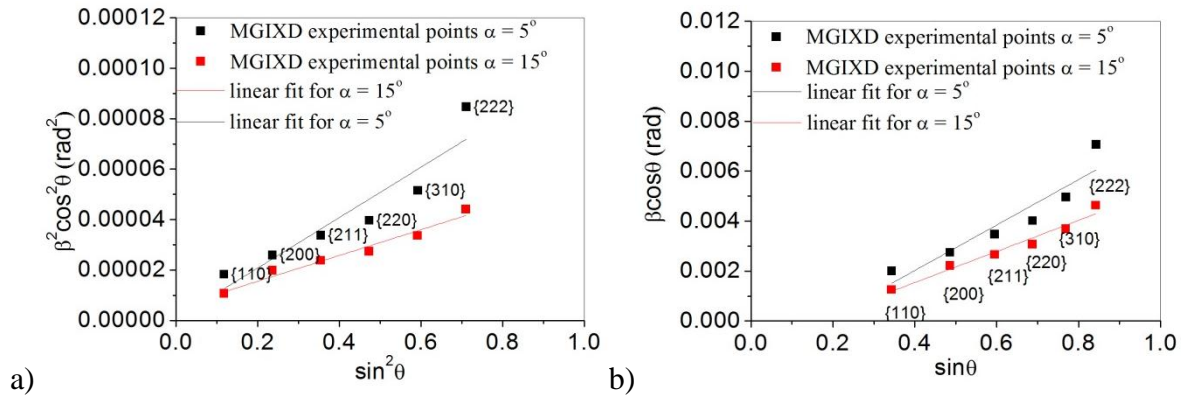 0.00012
0.00010
0.00008
0.00006
0.00004
0.00002
0.00000
β²cos²θ (rad²)
MGIXD experimental points α = 5°
MGIXD experimental points α = 15°
linear fit for α = 15°
linear fit for α = 5°
{222}
{310}
{220}
{211}
{200}
{110}
0.0 0.2 0.4 0.6 0.8 1.0
sin²θ
a)
0.012
0.010
0.008
0.006
0.004
0.002
0.000
βcosθ (rad)
MGIXD experimental points α = 5°
MGIXD experimental points α = 15°
linear fit for α = 5°
linear fit for α = 15°
{222}
{310}
{220}
{211}
{200}
{110}
0.0 0.2 0.4 0.6 0.8 1.0
sinθ
b)